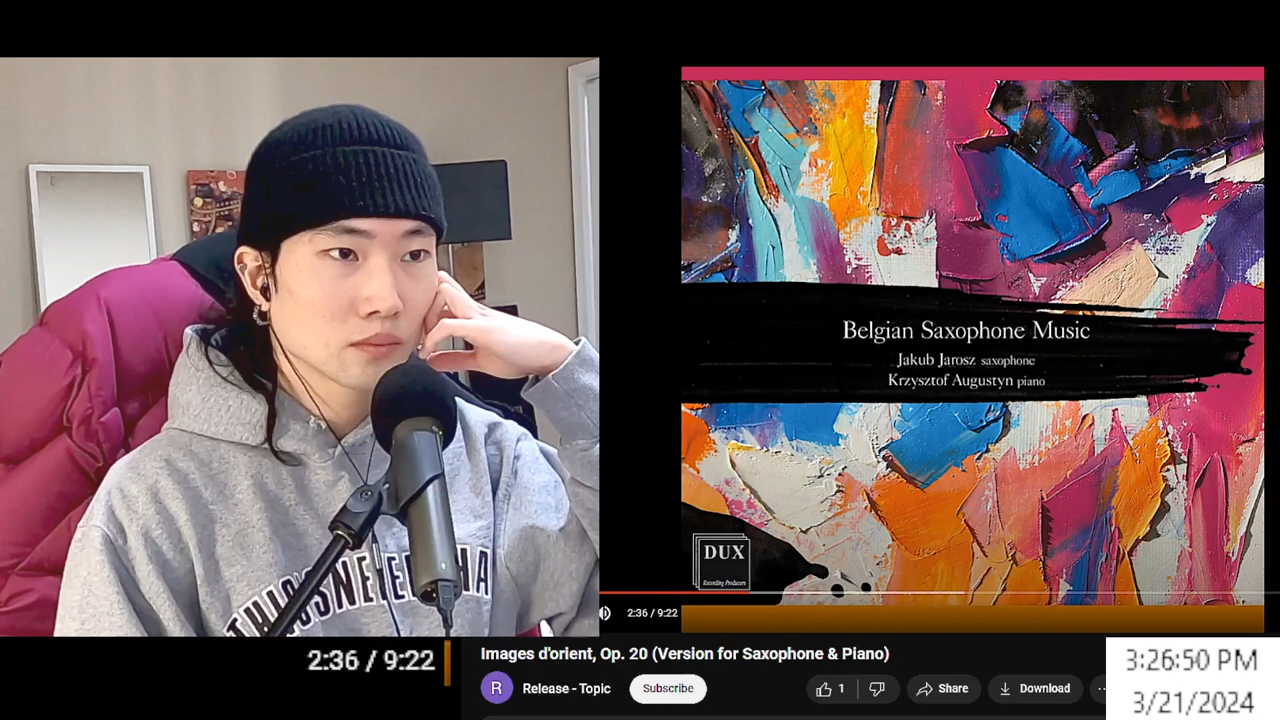 Belgian Saxophone Music
Jakub Jarosz saxophone
Krzysztof Augustyn piano
DUX
Recording Producers
2:36 / 9:22
2:36 / 9:22
Images d'orient, Op. 20 (Version for Saxophone & Piano)
R
Release - Topic
Subscribe
1
Share
Download
3:26:50 PM
3/21/2024